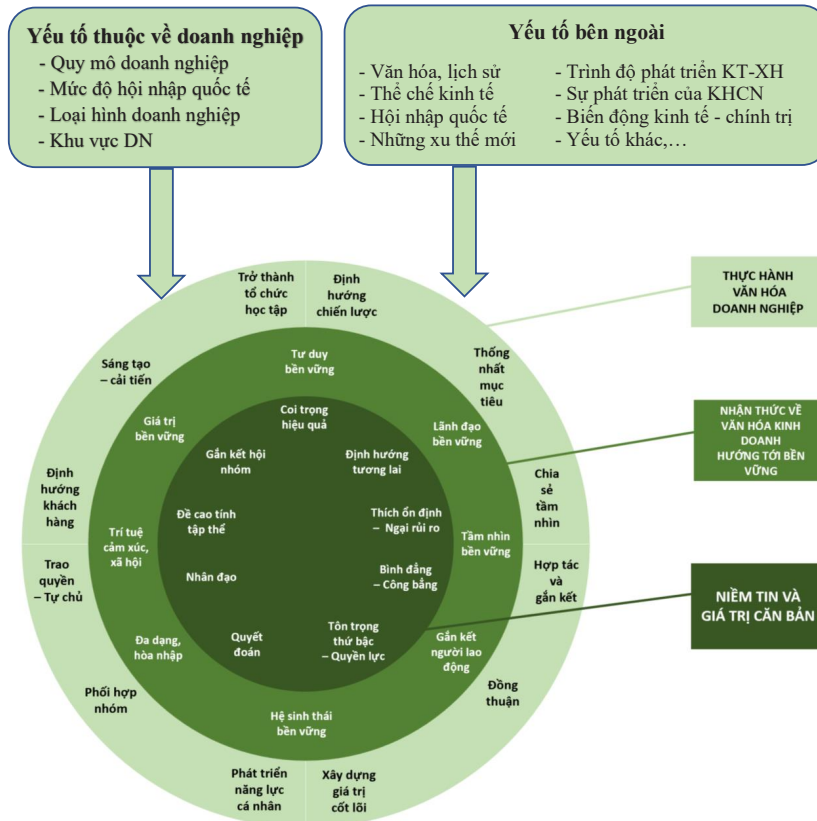 Yếu tố thuộc về doanh nghiệp
- Quy mô doanh nghiệp
- Mức độ hội nhập quốc tế
- Loại hình doanh nghiệp
- Khu vực DN
Yếu tố bên ngoài
- Văn hóa, lịch sử
- Thể chế kinh tế
- Hội nhập quốc tế
- Những xu thế mới
- Trình độ phát triển KT-XH
- Sự phát triển của KHCN
- Biến động kinh tế - chính trị
- Yếu tố khác,...
Trở thành
tổ chức
học tập
Định
hướng
chiến lược
Thống
nhất
mục
tiêu
Chia
sẻ
tầm
nhìn
Hợp tác
và
gắn kết
Đồng
thuận
Xây dựng
giá trị
cốt lõi
Phát triển
năng lực
cá nhân
Phối hợp
nhóm
Trao
quyền
– Tự chủ
Định
hướng
khách
hàng
Sáng tạo
– cải tiến
Tư duy
bền vững
Lãnh đạo
bền vững
Tầm nhìn
bền vững
Gắn kết
người lao
động
Hệ sinh thái
bền vững
Đa dạng,
hòa nhập
Trí tuệ
cảm xúc,
xã hội
Giá trị
bền vững
Coi trọng
hiệu quả
Định hướng
tương lai
Thích ổn định
– Ngại rủi ro
Bình đẳng
– Công bằng
Tôn trọng
thứ bậc
– Quyền lực
Quyết
đoán
Nhân đạo
Đề cao tính
tập thể
Gắn kết hội
nhóm
THỰC HÀNH
VĂN HÓA
DOANH NGHIỆP
NHẬN THỨC VỀ
VĂN HÓA KINH
DOANH
HƯỚNG TỚI BỀN
VỮNG
NIỀM TIN VÀ
GIÁ TRỊ CĂN BẢN